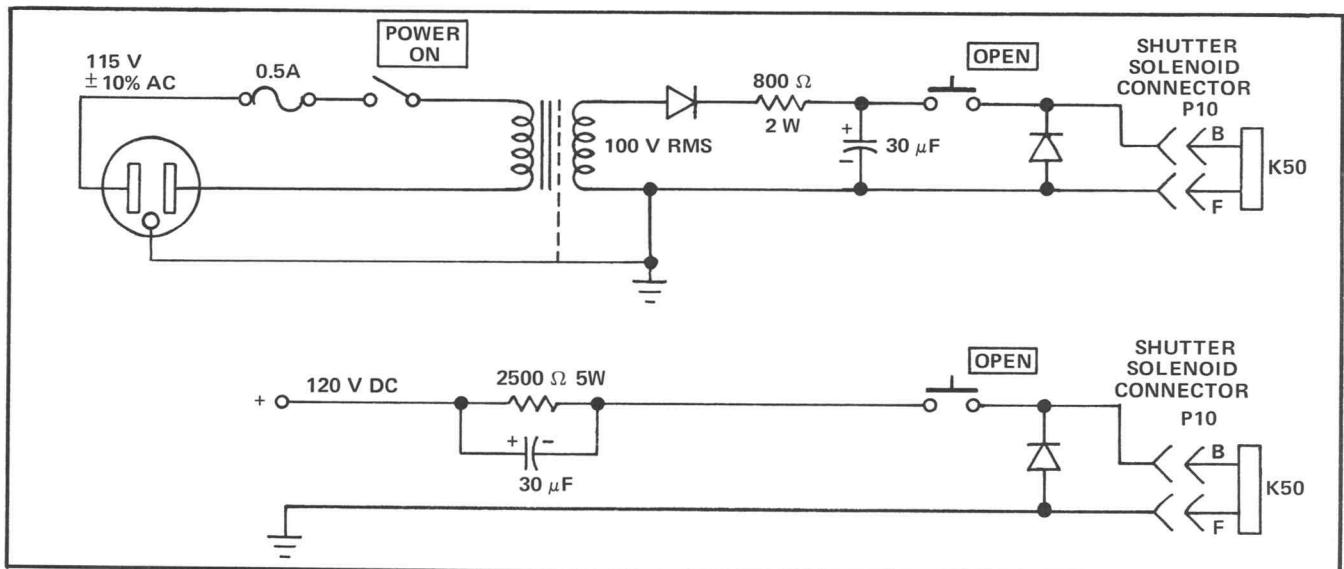 115 V
± 10% AC
0.5A
POWER
ON
100 V RMS
800 Ω
2 W
+
−
30 μF
OPEN
SHUTTER
SOLENOID
CONNECTOR
P10
B
F
K50
+
120 V DC
2500 Ω 5W
+ −
30 μF
OPEN
SHUTTER
SOLENOID
CONNECTOR
P10
B
F
K50